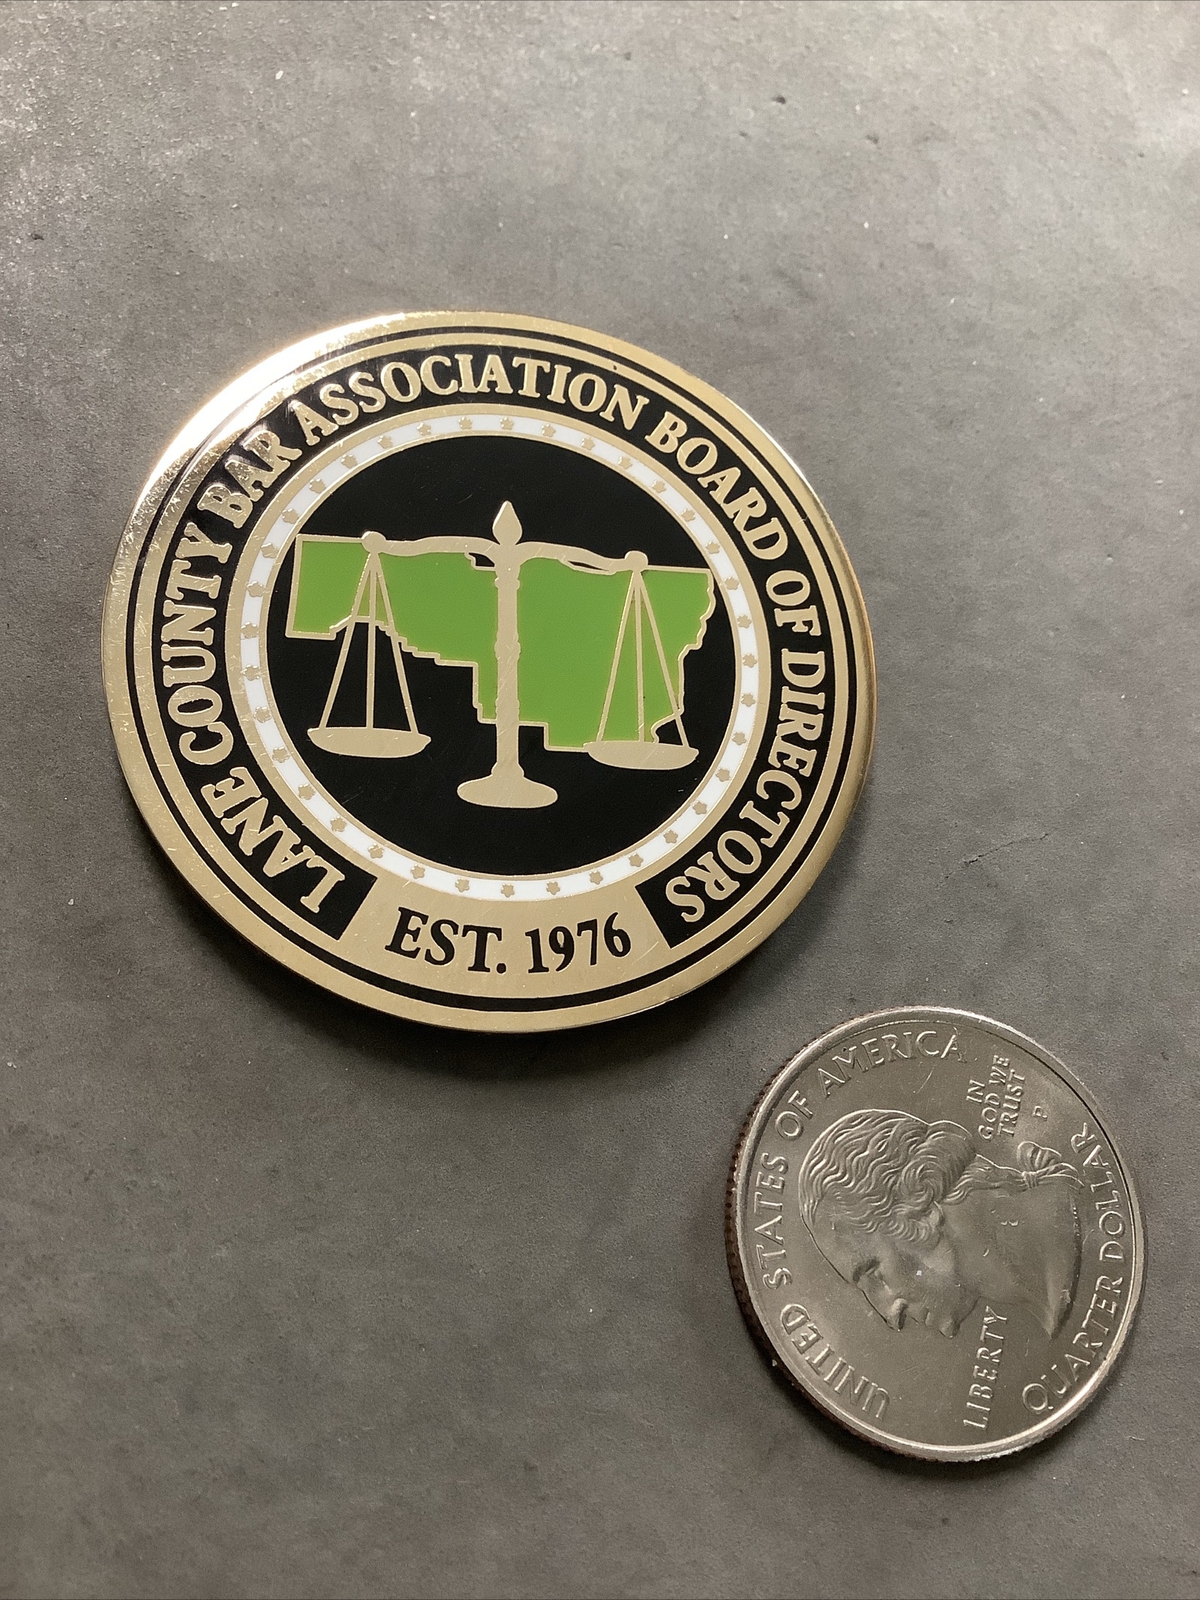 LANE COUNTY BAR ASSOCIATION BOARD OF DIRECTORS
EST. 1976
UNITED STATES OF AMERICA
IN
GOD WE
TRUST
P
LIBERTY
QUARTER DOLLAR